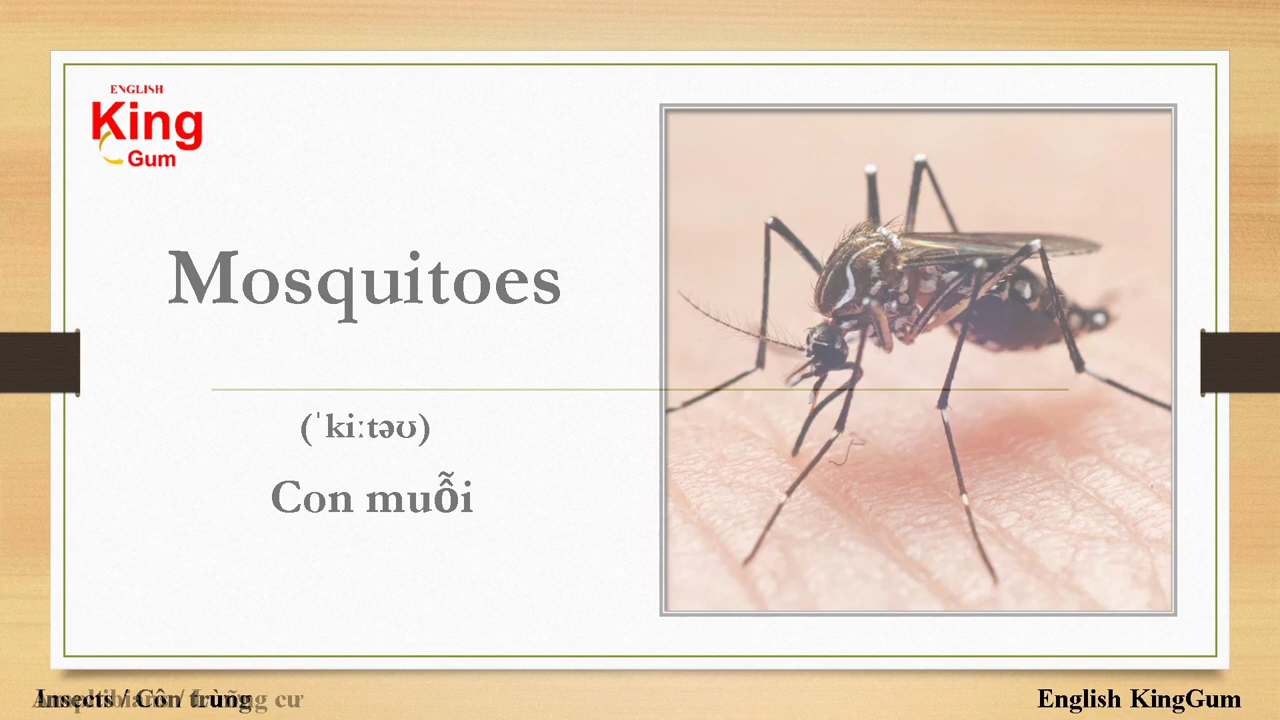 ENGLISH
King
Gum
Mosquitoes
(ˈkiːtəʊ)
Con muỗi
Insects / Côn trùng
English KingGum